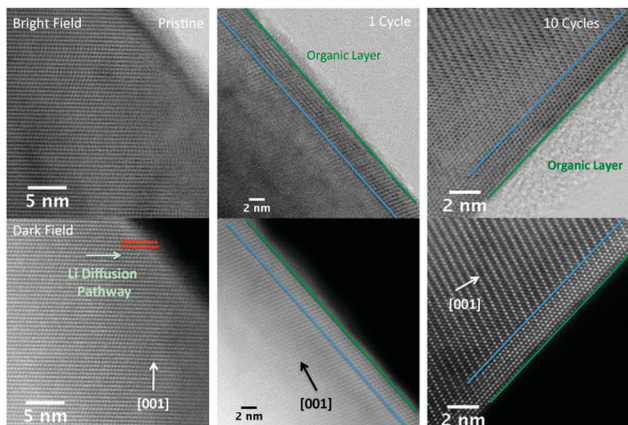 Bright Field
Pristine
5 nm
1 Cycle
Organic Layer
2 nm
10 Cycles
Organic Layer
2 nm
Dark Field
Li Diffusion
Pathway
[001]
5 nm
[001]
2 nm
[001]
2 nm